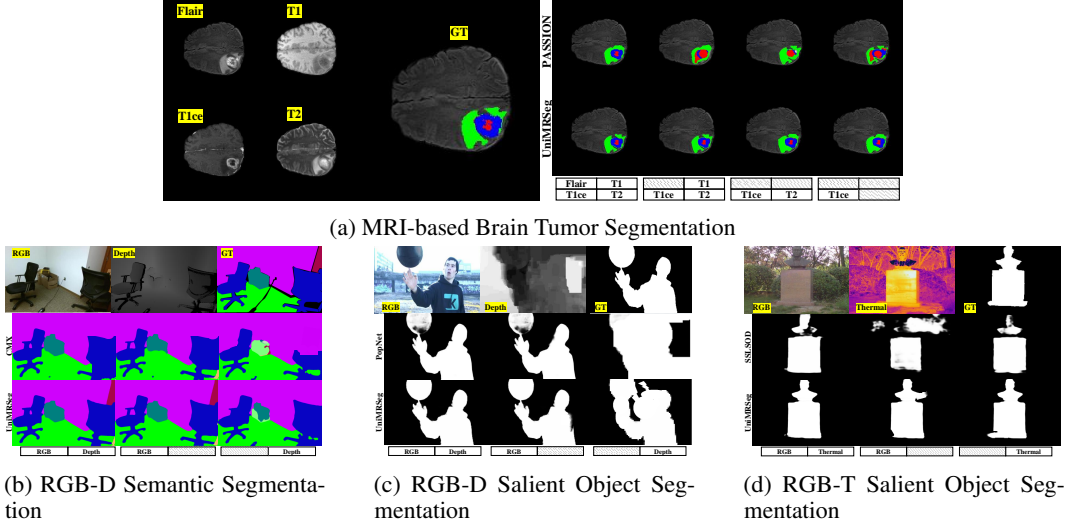 Flair
T1
GT
T1ce
T2
PASSION
UniMRSeg
Flair T1 T1 
T1ce T2 T1ce T2 T1ce T2 T1ce
(a) MRI-based Brain Tumor Segmentation
RGB
Depth
GT
CMX
UniMRSeg
RGB Depth RGB Depth
(b) RGB-D Semantic Segmenta-
tion
RGB
Depth
GT
PopNet
UniMRSeg
RGB Depth RGB Depth
(c) RGB-D Salient Object Seg-
mentation
RGB
Thermal
GT
SSLSOD
UniMRSeg
RGB Thermal RGB Thermal
(d) RGB-T Salient Object Seg-
mentation